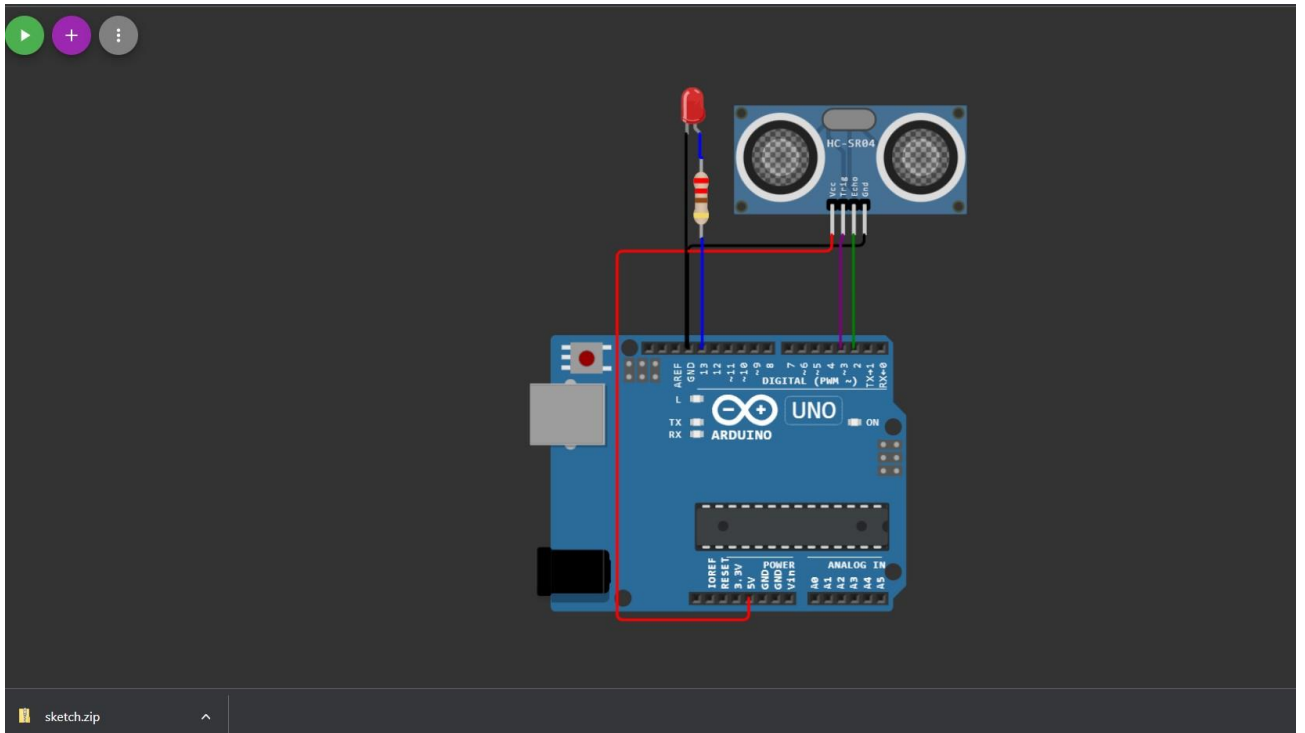 HC-SR04
Vcc
Trig
Echo
Gnd
AREF
GND
13
12
~11
~10
~9
8
7
~6
~5
4
~3
2
TX→1
RX←0
DIGITAL (PWM ~)
L
TX
RX
ARDUINO
UNO
ON
IOREF
RESET
3.3V
5V
GND
GND
Vin
POWER
ANALOG IN
A0
A1
A2
A3
A4
A5
sketch.zip